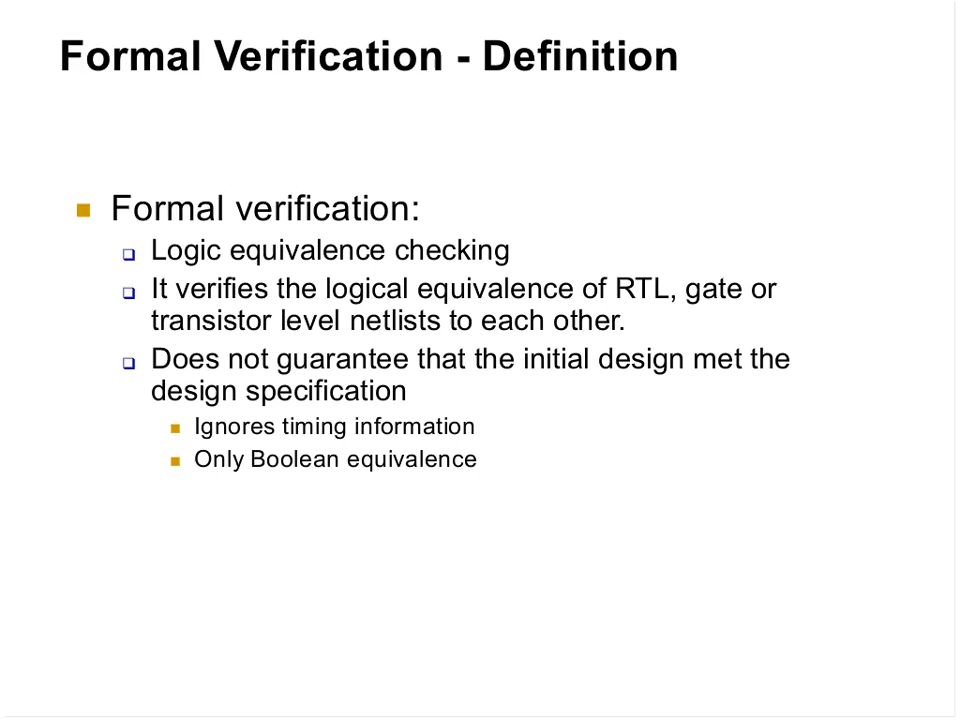 Formal Verification - Definition
Formal verification:
Logic equivalence checking
It verifies the logical equivalence of RTL, gate or
transistor level netlists to each other.
Does not guarantee that the initial design met the
design specification
Ignores timing information
Only Boolean equivalence